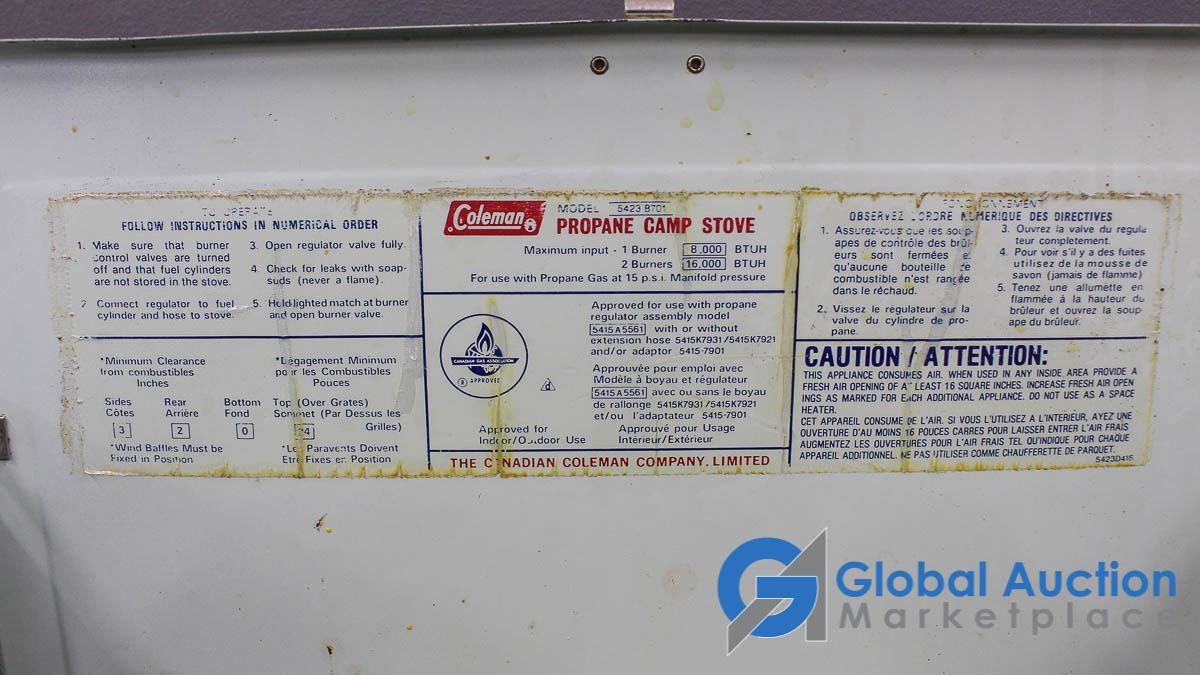 TO OPERATE
FOLLOW INSTRUCTIONS IN NUMERICAL ORDER
1. Make sure that burner
control valves are turned
off and that fuel cylinders
are not stored in the stove.
2 Connect regulator to fuel
cylinder and hose to stove.
3. Open regulator valve fully.
4. Check for leaks with soap-
suds (never a flame).
5. Hold lighted match at burner
and open burner valve.
*Minimum Clearance
from combustibles
Inches
*Dégagement Minimum
pour les Combustibles
Pouces
Sides Rear Bottom Top (Over Grates)
Côtes Arrière Fond Sommet (Par Dessus les
Grilles)
3 2 0 24
*Wind Baffles Must be
Fixed in Position
*Les Paravents Doivent
Etre Fixes en Position
Coleman
MODEL 5423 B701
PROPANE CAMP STOVE
Maximum input - 1 Burner 8,000 BTUH
2 Burners 16,000 BTUH
For use with Propane Gas at 15 p.s.i. Manifold pressure
CANADIAN GAS ASSOCIATION
APPROVED
Approved for use with propane
regulator assembly model
5415A5561 with or without
extension hose 5415K7931/5415K7921
and/or adaptor 5415-7901
Appprouvée pour emploi avec
Modèle à boyau et régulateur
5415A5561 avec ou sans le boyau
de rallonge 5415K7931/5415K7921
et/ou l'adaptateur 5415-7901
Approved for
Indoor/Outdoor Use
Approuvé pour Usage
Intérieur/Extérieur
THE CANADIAN COLEMAN COMPANY, LIMITED
FONCTIONNEMENT
OBSERVEZ L'ORDRE NUMERIQUE DES DIRECTIVES
1. Assurez-vous que les soup-
apes de contrôle des brûl-
eurs sont fermées et
qu'aucune bouteille de
combustible n'est rangée
dans le réchaud.
2. Vissez le régulateur sur la
valve du cylindre de pro-
pane.
3. Ouvrez la valve du regula
teur completement.
4. Pour voir s'il y a des fuites
utilisez de la mousse de
savon (jamais de flamme)
5. Tenez une allumette en
flammée à la hauteur du
brûleur et ouvrez la soup-
ape du brûleur.
CAUTION / ATTENTION:
THIS APPLIANCE CONSUMES AIR. WHEN USED IN ANY INSIDE AREA PROVIDE A
FRESH AIR OPENING OF AT LEAST 16 SQUARE INCHES. INCREASE FRESH AIR OPEN
INGS AS MARKED FOR EACH ADDITIONAL APPLIANCE. DO NOT USE AS A SPACE
HEATER.
CET APPAREIL CONSUME DE L'AIR. SI VOUS L'UTILISEZ A L'INTERIEUR, AYEZ UNE
OUVERTURE D'AU MOINS 16 POUCES CARRES POUR LAISSER ENTRER L'AIR FRAIS
AUGMENTEZ LES OUVERTURES POUR L'AIR FRAIS TEL QU'INDIQUE POUR CHAQUE
APPAREIL ADDITIONNEL. NE PAS UTILISER COMME CHAUFFERETTE DE PARQUET.
5423D415
Global Auction
Marketplace